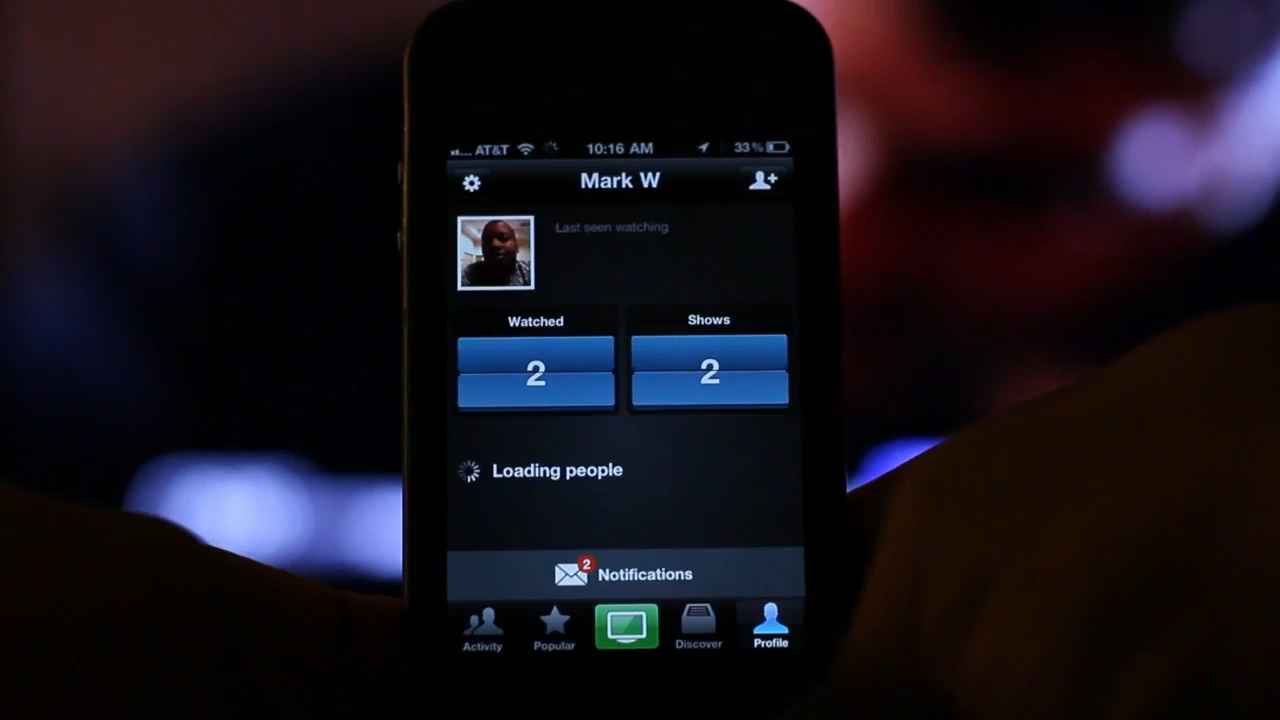 AT&T 10:16 AM 33%
Mark W
Last seen watching
Watched Shows
2 2
Loading people
2
Notifications
Activity Popular Discover Profile